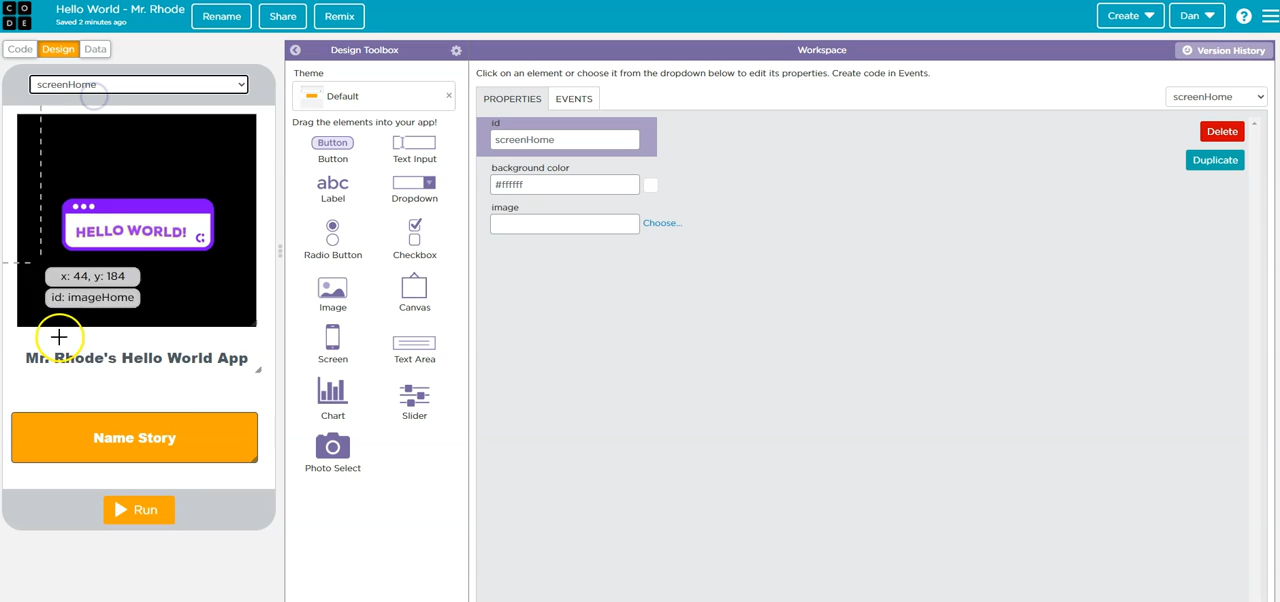 CO
DE
Hello World - Mr. Rhode
Saved 2 minutes ago
Rename
Share
Remix
Create
Dan
?
Code
Design
Data
screenHome
HELLO WORLD!
x: 44, y: 184
id: imageHome
Mr. Rhode's Hello World App
Name Story
Run
Design Toolbox
Theme
Default
×
Drag the elements into your app!
Button
Button
Text Input
abc
Label
Dropdown
Radio Button
Checkbox
Image
Canvas
Screen
Text Area
Chart
Slider
Photo Select
Workspace
Version History
Click on an element or choose it from the dropdown below to edit its properties. Create code in Events.
PROPERTIES
EVENTS
screenHome
id
screenHome
Delete
background color
Duplicate
#ffffff
image
Choose...